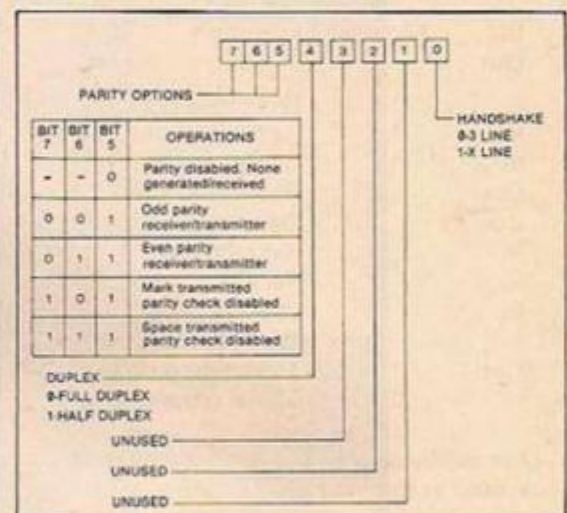 7 6 5 4 3 2 1 0
PARITY OPTIONS
HANDSHAKE
0-3 LINE
1-X LINE
BIT 7 BIT 6 BIT 5 OPERATIONS
- - 0 Parity disabled. None
generated/received
0 0 1 Odd parity
receiver/transmitter
0 1 1 Even parity
receiver/transmitter
1 0 1 Mark transmitted
parity check disabled
1 1 1 Space transmitted
parity check disabled
DUPLEX
0-FULL DUPLEX
1-HALF DUPLEX
UNUSED
UNUSED
UNUSED